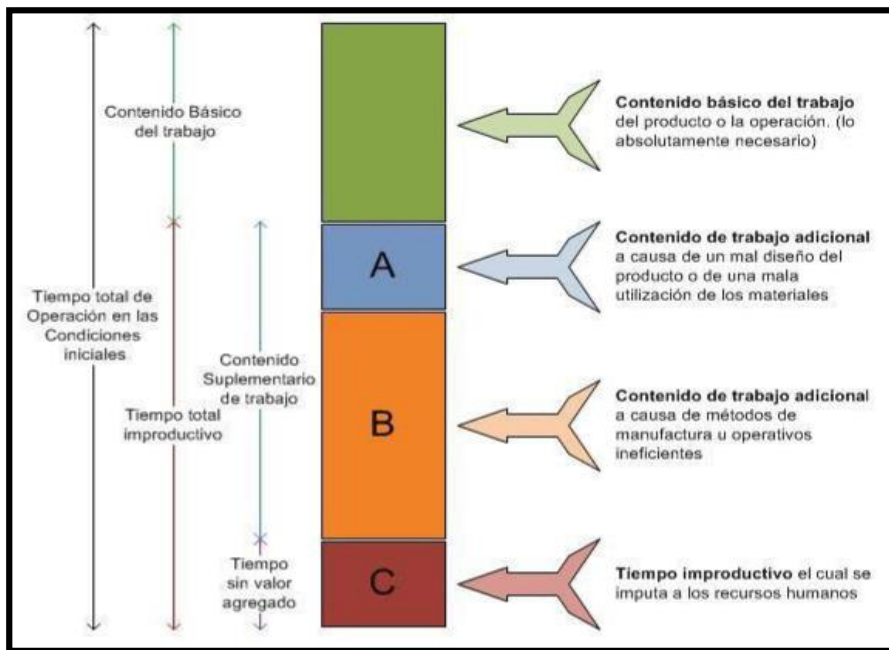 Contenido Básico
del trabajo
Tiempo total de
Operación en las
Condiciones
iniciales
Tiempo total
improductivo
Contenido
Suplementario
de trabajo
Tiempo
sin valor
agregado
A
B
C
Contenido básico del trabajo
del producto o la operación. (lo
absolutamente necesario)
Contenido de trabajo adicional
a causa de un mal diseño del
producto o de una mala
utilización de los materiales
Contenido de trabajo adicional
a causa de métodos de
manufactura u operativos
ineficientes
Tiempo improductivo el cual se
imputa a los recursos humanos